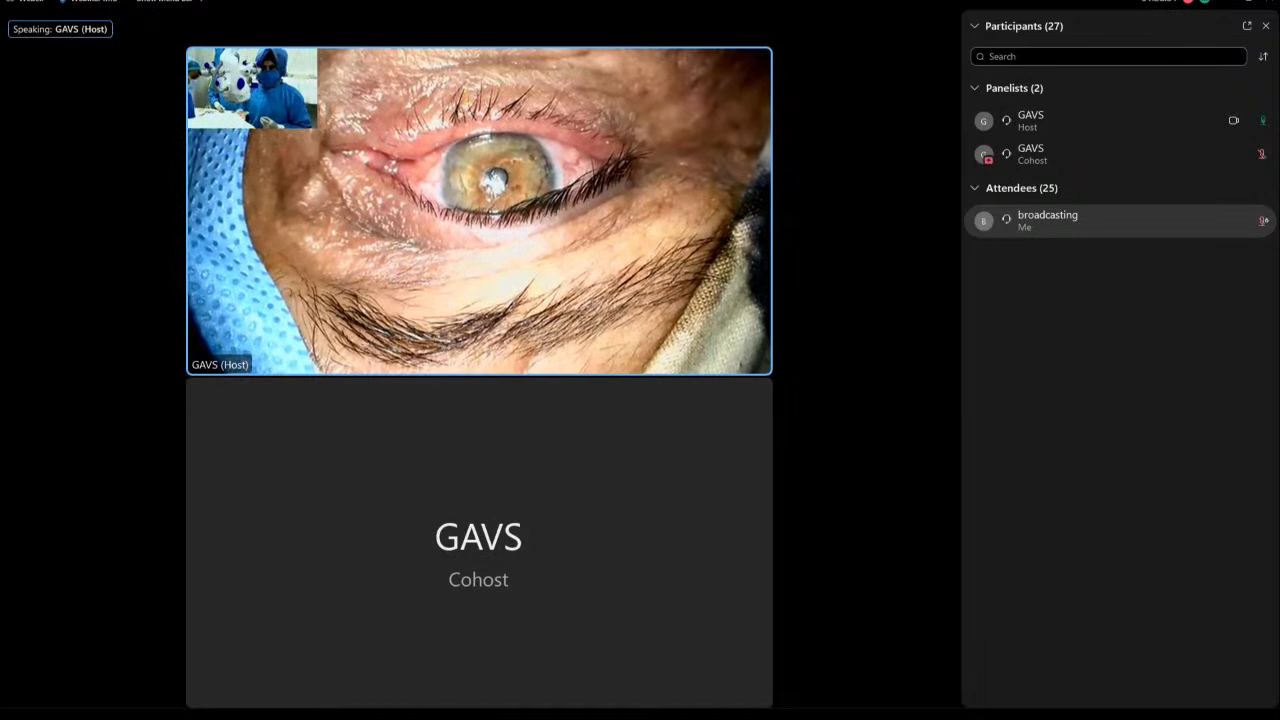 Speaking: GAVS (Host)
GAVS (Host)
GAVS
Cohost
Participants (27)
Search
Panelists (2)
G
GAVS
Host
GAVS
Cohost
Attendees (25)
B
broadcasting
Me